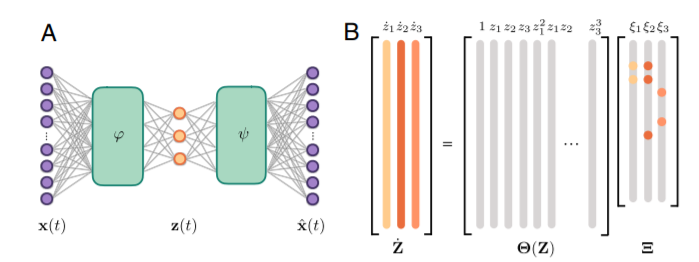 A
φ
ψ
x(t)
z(t)
x̂(t)
B
ż₁ ż₂ ż₃
1 z₁ z₂ z₃ z₁² z₁z₂
z₃³
ξ₁ ξ₂ ξ₃
=
...
Ż
Θ(Z)
Ξ